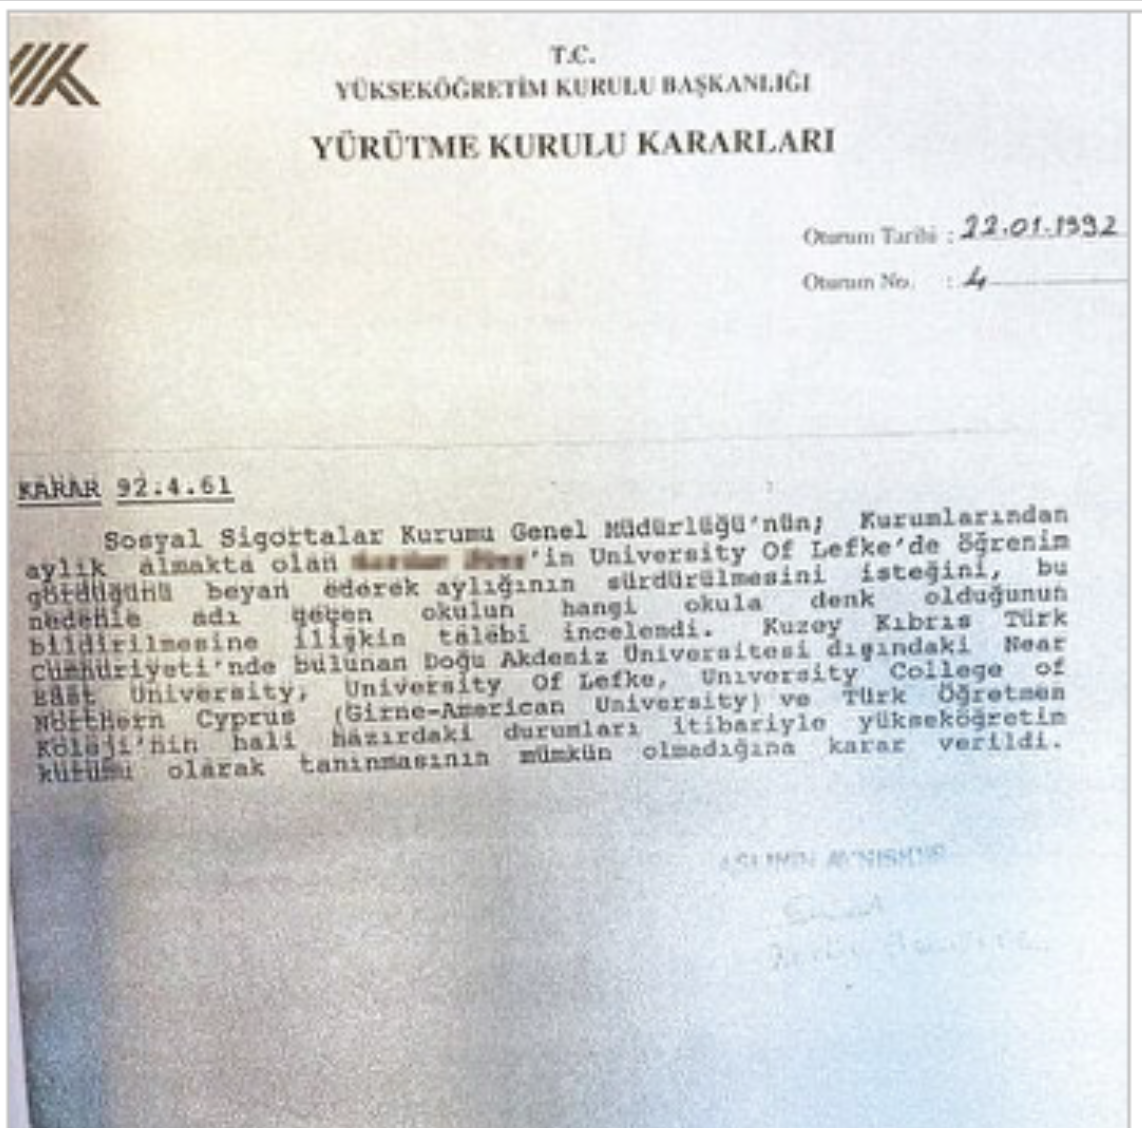 T.C.
YÜKSEKÖĞRETİM KURULU BAŞKANLIĞI
YÜRÜTME KURULU KARARLARI
Oturum Tarihi : 22.01.1992
Oturum No. : 4
KARAR 92.4.61
Sosyal Sigortalar Kurumu Genel Müdürlüğü'nün; Kurumlarından
aylık almakta olan 'in University Of Lefke'de öğrenim
gördüğünü beyan ederek aylığının sürdürülmesini isteğini, bu
nedenle adı geçen okulun hangi okula denk olduğunun
bildirilmesine ilişkin talebi incelendi. Kuzey Kıbrıs Türk
Cumhuriyeti'nde bulunan Doğu Akdeniz Üniversitesi dışındaki Near
East University, University Of Lefke, University College of
Northern Cyprus (Girne-American University) ve Türk Öğretmen
Koleji'nin hali hazırdaki durumları itibariyle yükseköğretim
kurumu olarak tanınmasının mümkün olmadığına karar verildi.
ASLININ AYNISIDIR